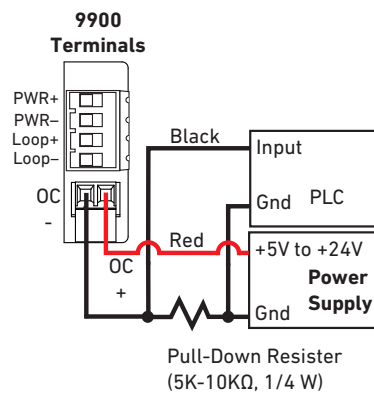 9900
Terminals
PWR+
PWR–
Loop+
Loop–
OC
-
OC
+
Black
Red
Input
Gnd
PLC
+5V to +24V
Power
Supply
Gnd
Pull-Down Resister
(5K-10KΩ, 1/4 W)